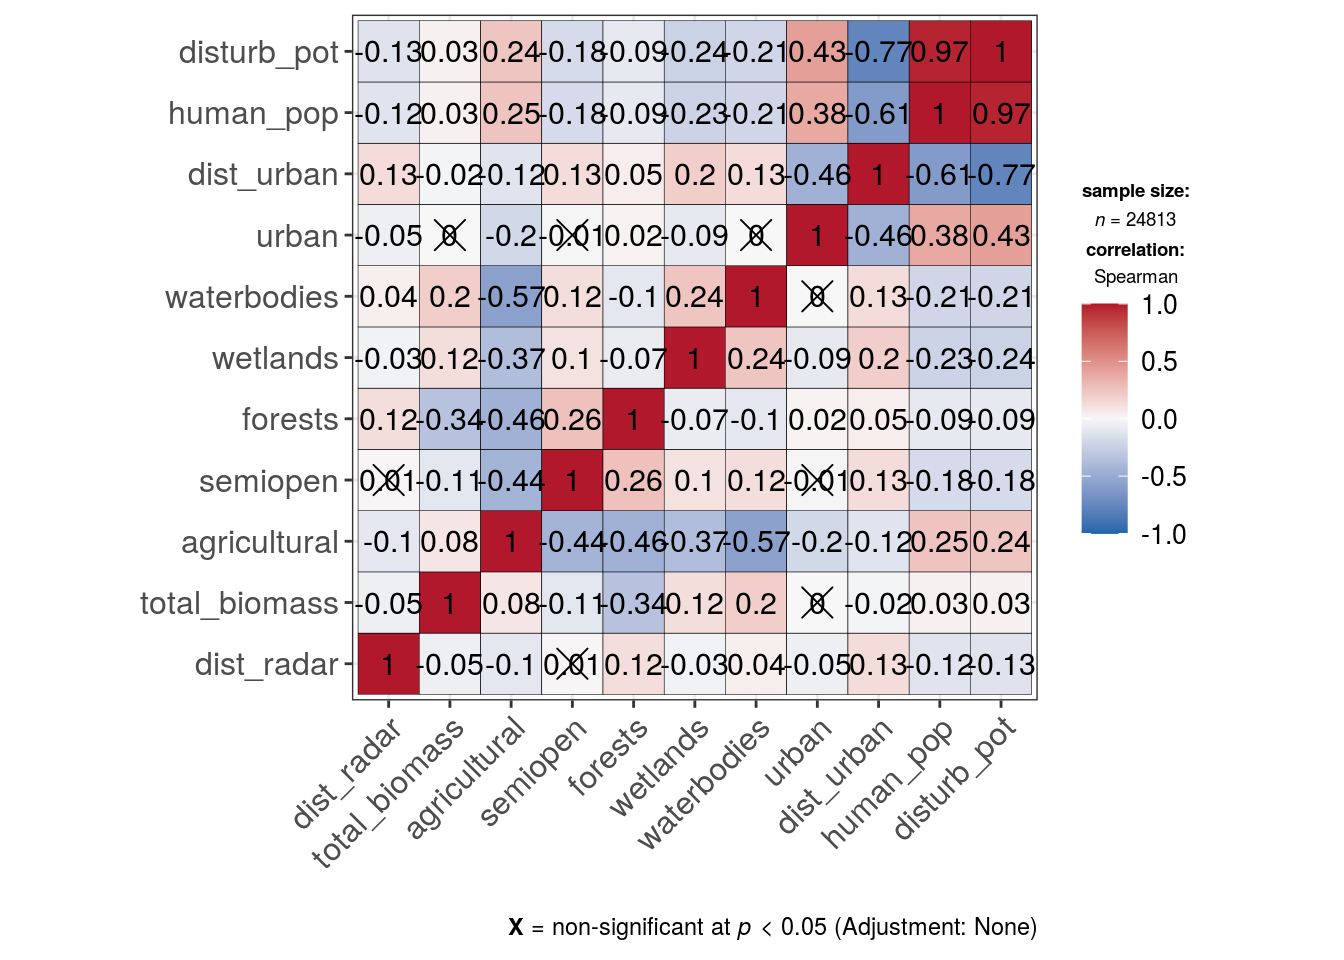 disturb_pot -0.13 0.03 0.24 -0.18 -0.09 -0.24 -0.21 0.43 -0.77 0.97 1
human_pop -0.12 0.03 0.25 -0.18 -0.09 -0.23 -0.21 0.38 -0.61 1 0.97
dist_urban 0.13 -0.02 -0.12 0.13 0.05 0.2 0.13 -0.46 1 -0.61 -0.77
urban -0.05 0 -0.2 -0.01 0.02 -0.09 0 1 -0.46 0.38 0.43
waterbodies 0.04 0.2 -0.57 0.12 -0.1 0.24 1 0 0.13 -0.21 -0.21
wetlands -0.03 0.12 -0.37 0.1 -0.07 1 0.24 -0.09 0.2 -0.23 -0.24
forests 0.12 -0.34 -0.46 0.26 1 -0.07 -0.1 0.02 0.05 -0.09 -0.09
semiopen 0.01 -0.11 -0.44 1 0.26 0.1 0.12 -0.01 0.13 -0.18 -0.18
agricultural -0.1 0.08 1 -0.44 -0.46 -0.37 -0.57 -0.2 -0.12 0.25 0.24
total_biomass -0.05 1 0.08 -0.11 -0.34 0.12 0.2 0 -0.02 0.03 0.03
dist_radar 1 -0.05 -0.1 0.01 0.12 -0.03 0.04 -0.05 0.13 -0.12 -0.13
dist_radar total_biomass agricultural semiopen forests wetlands waterbodies urban dist_urban human_pop disturb_pot
sample size:
n = 24813
correlation:
Spearman
1.0
0.5
0.0
-0.5
-1.0
X = non-significant at p < 0.05 (Adjustment: None)